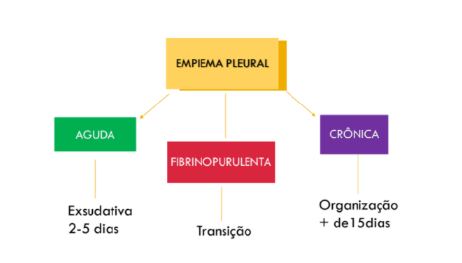 EMPIEMA PLEURAL
AGUDA
FIBRINOPURULENTA
CRÔNICA
Exsudativa
2-5 dias
Transição
Organização
+ de15dias